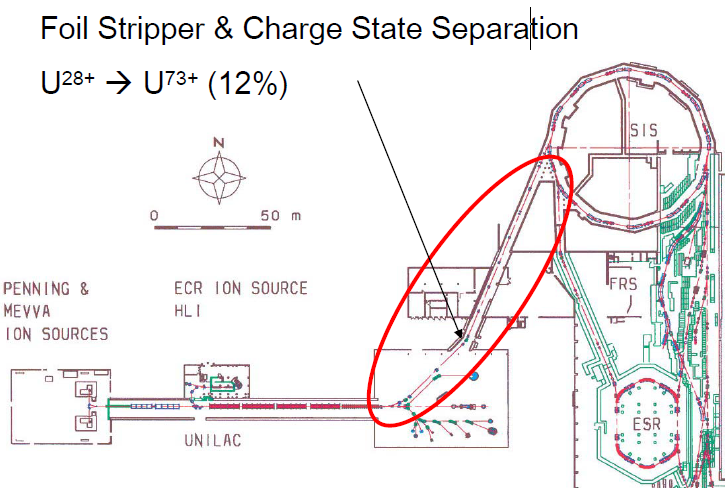 Foil Stripper & Charge State Separation
U28+ → U73+ (12%)
N
0 50 m
SIS
PENNING &
MEVVA
ION SOURCES
ECR ION SOURCE
HLI
FRS
UNILAC
ESR